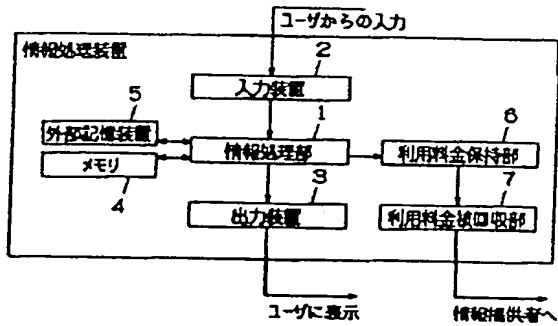 ユーザからの入力
情報処理装置
2
入力装置
5
1
6
外部記憶装置
情報処理部
利用料金保持部
メモリ
4
3
7
出力装置
利用料金被回収部
ユーザに表示
情報提供者へ